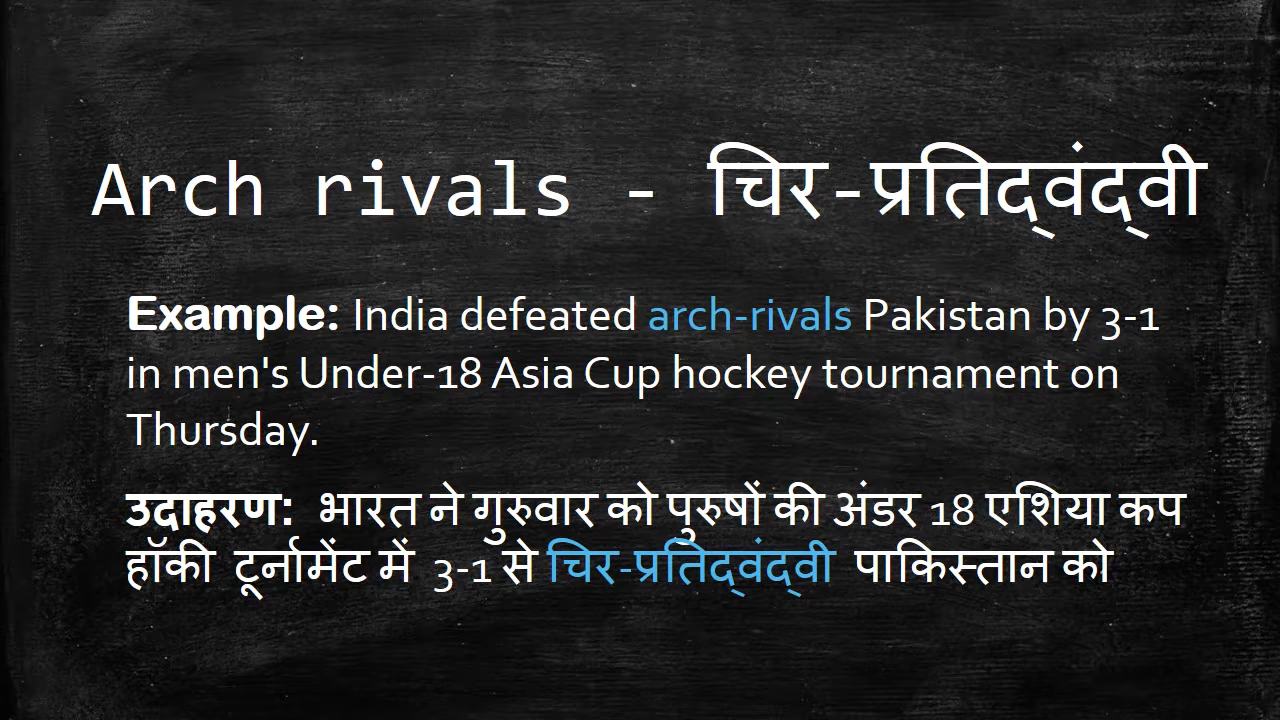 Arch rivals - चिर-प्रतिद्वंद्वी
Example: India defeated arch-rivals Pakistan by 3-1
in men's Under-18 Asia Cup hockey tournament on
Thursday.
उदाहरण: भारत ने गुरुवार को पुरुषों की अंडर 18 एशिया कप
हॉकी टूर्नामेंट में 3-1 से चिर-प्रतिद्वंद्वी पाकिस्तान को